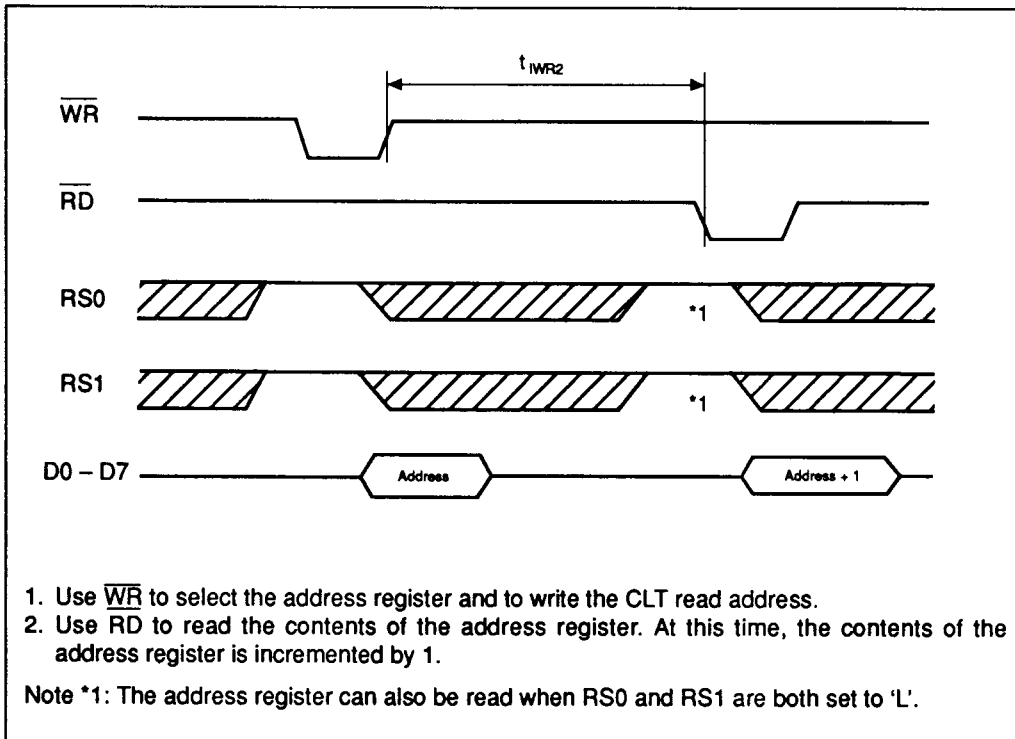 t IWR2
WR
RD
RS0
*1
RS1
*1
D0 – D7
Address
Address + 1
1. Use WR to select the address register and to write the CLT read address.
2. Use RD to read the contents of the address register. At this time, the contents of the
address register is incremented by 1.
Note *1: The address register can also be read when RS0 and RS1 are both set to 'L'.